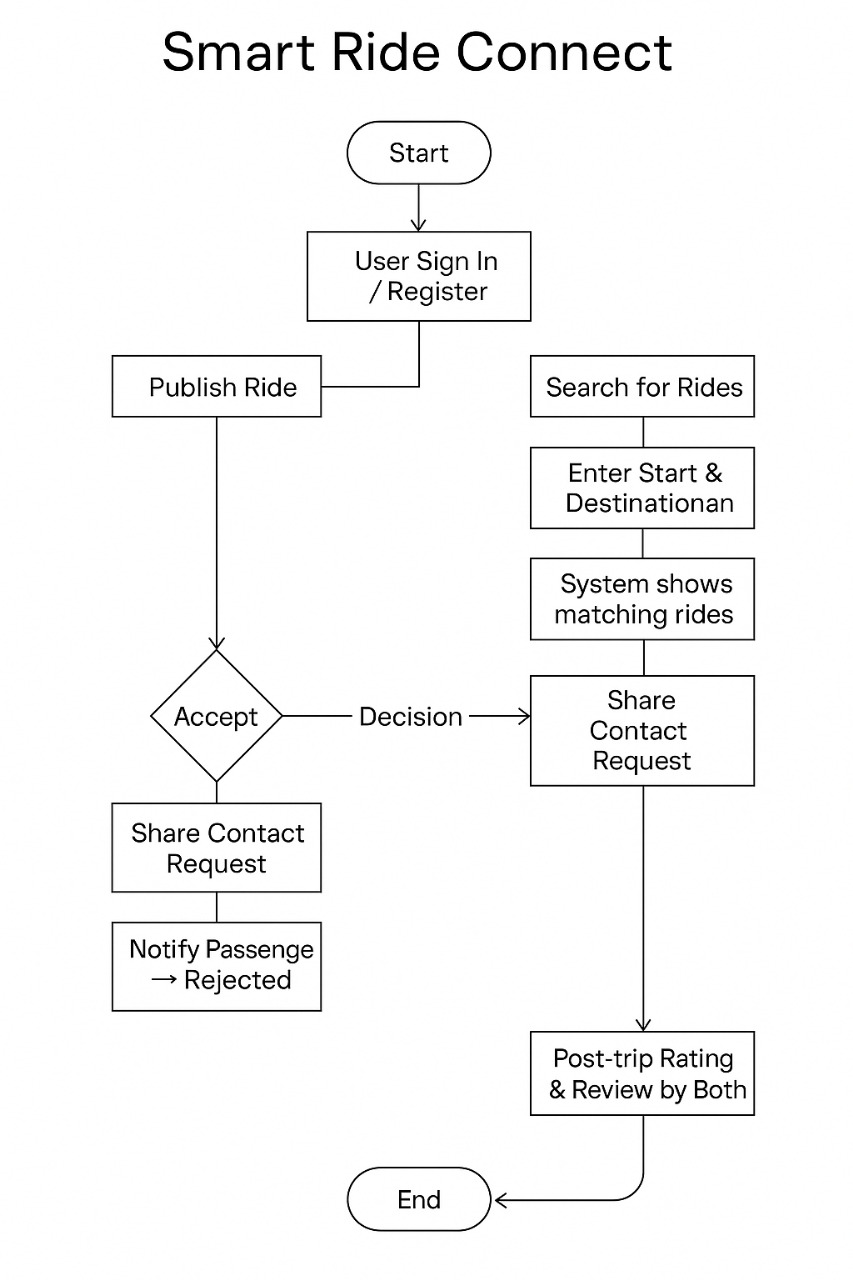 Smart Ride Connect
Start
User Sign In
/ Register
Publish Ride
Search for Rides
Enter Start &
Destinationan
System shows
matching rides
Accept
Decision
Share
Contact
Request
Share Contact
Request
Notify Passenge
→ Rejected
Post-trip Rating
& Review by Both
End